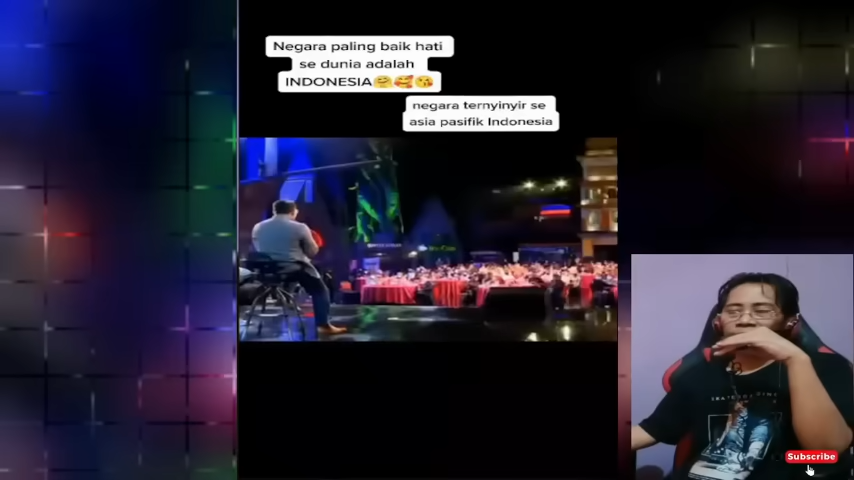 Negara paling baik hati
se dunia adalah
INDONESIA🤗🥰😘
negara ternyinyir se
asia pasifik Indonesia
Subscribe